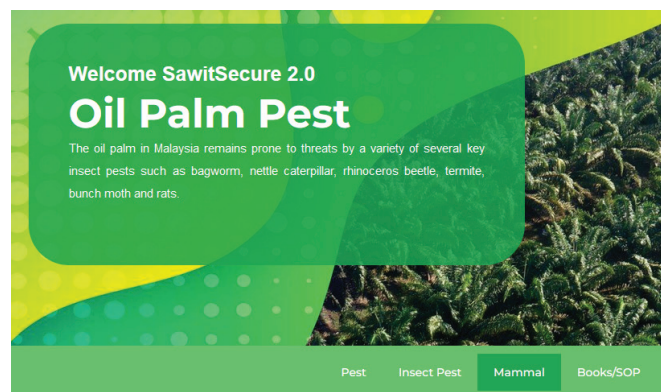 Welcome SawitSecure 2.0
Oil Palm Pest
The oil palm in Malaysia remains prone to threats by a variety of several key
insect pests such as bagworm, nettle caterpillar, rhinoceros beetle, termite,
bunch moth and rats.
Pest Insect Pest Mammal Books/SOP